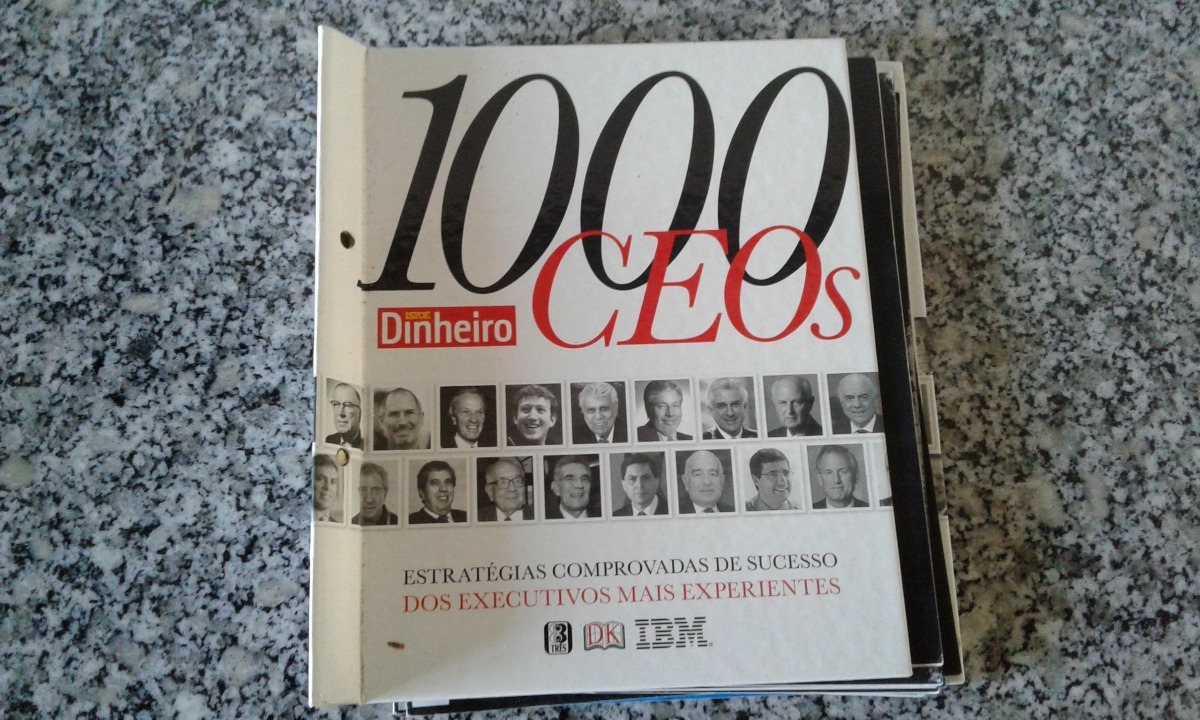 1000
CEOs
ISTOÉ
Dinheiro
ESTRATÉGIAS COMPROVADAS DE SUCESSO
DOS EXECUTIVOS MAIS EXPERIENTES
3
TRÊS
DK
IBM